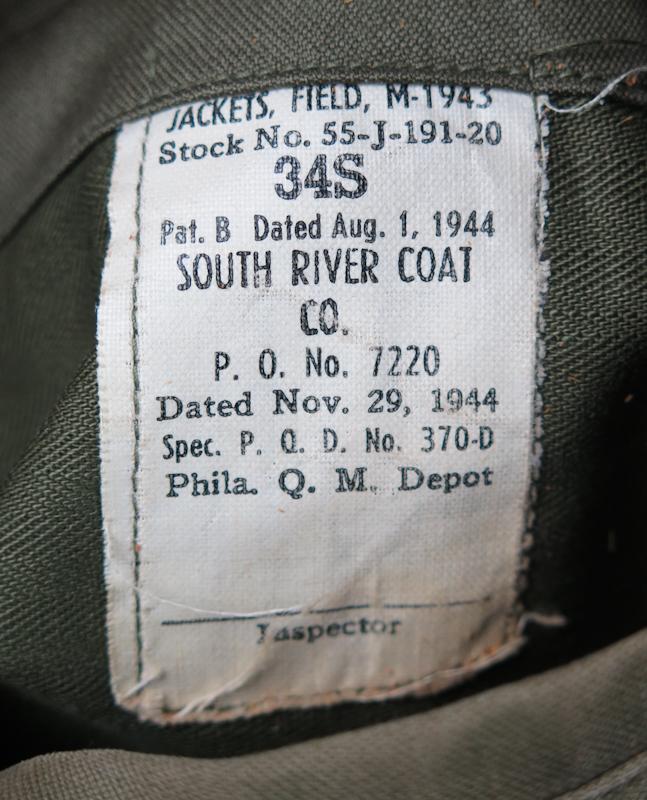 JACKETS, FIELD, M-1943
Stock No. 55-J-191-20
34S
Pat. B Dated Aug. 1, 1944
SOUTH RIVER COAT
CO.
P. O. No. 7220
Dated Nov. 29, 1944
Spec. P. Q. D. No. 370-D
Phila. Q. M. Depot
Inspector